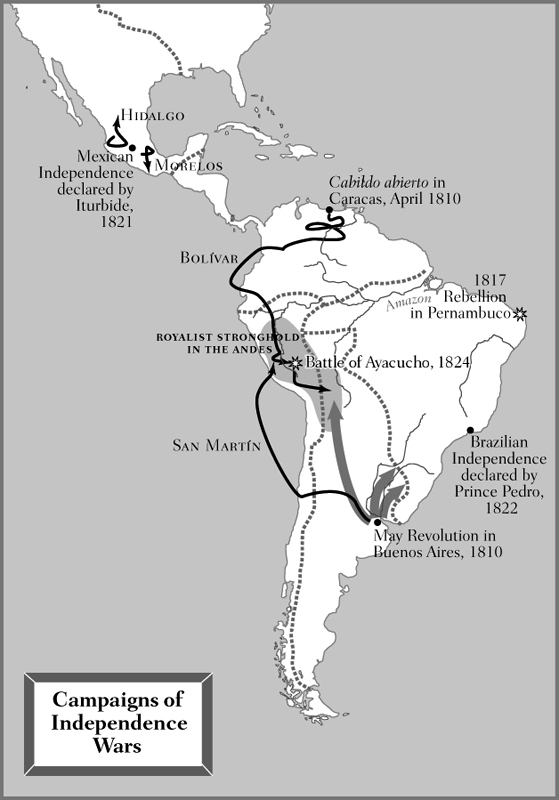 HIDALGO
Mexican
Independence
declared by
Iturbide,
1821
MORELOS
Cabildo abierto in
Caracas, April 1810
BOLÍVAR
1817
Amazon
Rebellion
in Pernambuco
ROYALIST STRONGHOLD
IN THE ANDES
Battle of Ayacucho, 1824
SAN MARTÍN
Brazilian
Independence
declared by
Prince Pedro,
1822
May Revolution in
Buenos Aires, 1810
Campaigns of
Independence
Wars